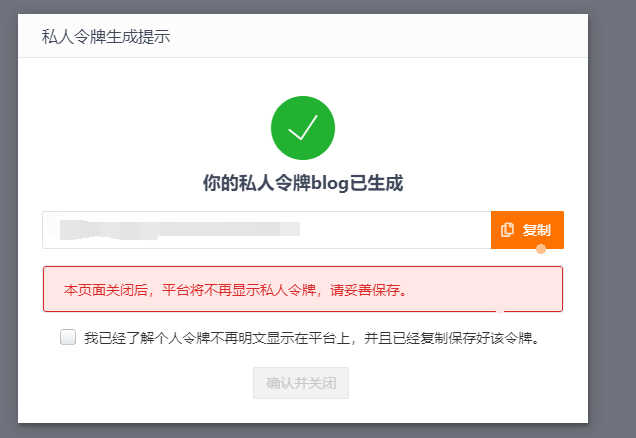 私人令牌生成提示
你的私人令牌blog已生成
复制
本页面关闭后，平台将不再显示私人令牌，请妥善保存。
我已经了解个人令牌不再明文显示在平台上，并且已经复制保存好该令牌。
确认并关闭